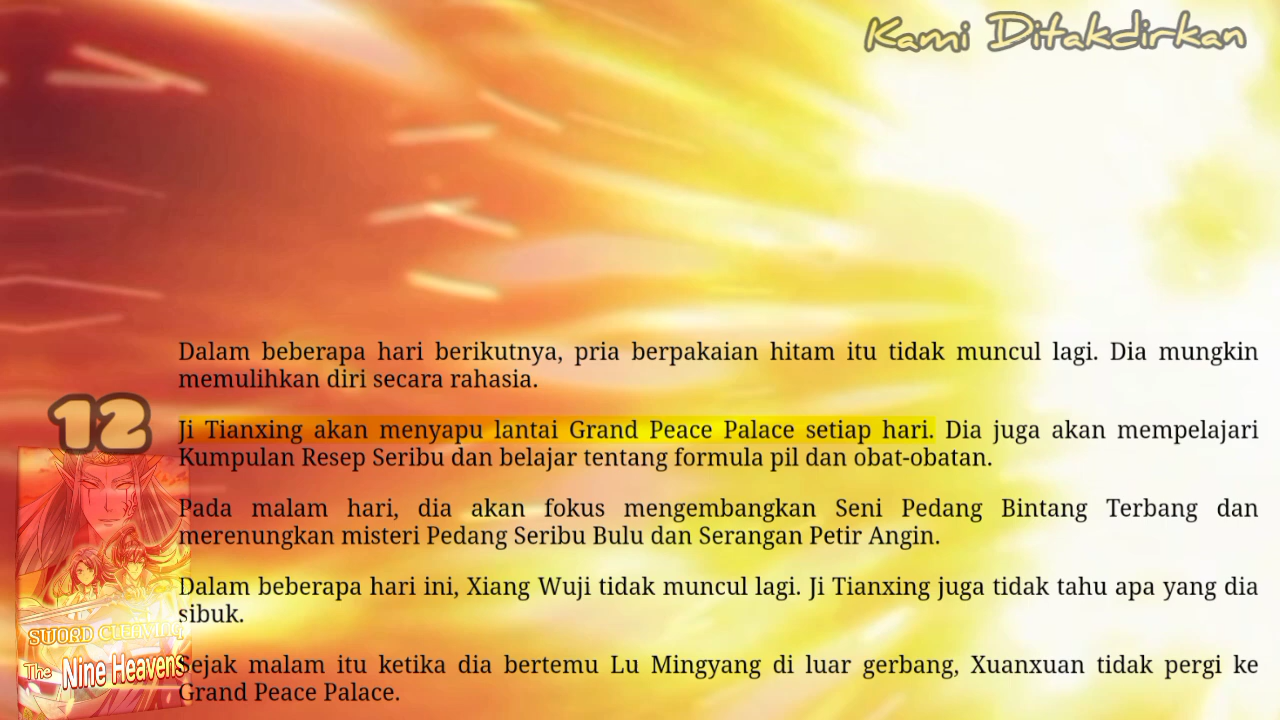 Kami Ditakdirkan
Dalam beberapa hari berikutnya, pria berpakaian hitam itu tidak muncul lagi. Dia mungkin
memulihkan diri secara rahasia.
12
Ji Tianxing akan menyapu lantai Grand Peace Palace setiap hari. Dia juga akan mempelajari
Kumpulan Resep Seribu dan belajar tentang formula pil dan obat-obatan.
Pada malam hari, dia akan fokus mengembangkan Seni Pedang Bintang Terbang dan
merenungkan misteri Pedang Seribu Bulu dan Serangan Petir Angin.
Dalam beberapa hari ini, Xiang Wuji tidak muncul lagi. Ji Tianxing juga tidak tahu apa yang dia
sibuk.
SWORD CLEAVING
The Nine Heavens
Sejak malam itu ketika dia bertemu Lu Mingyang di luar gerbang, Xuanxuan tidak pergi ke
Grand Peace Palace.